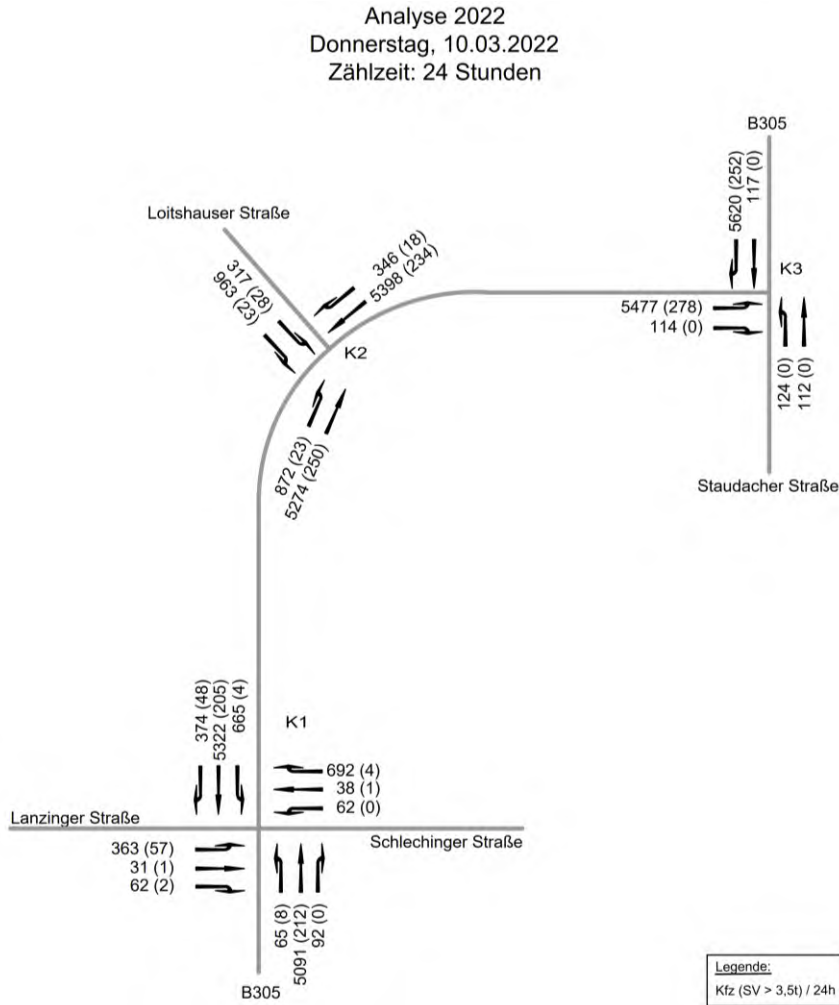 Analyse 2022
Donnerstag, 10.03.2022
Zählzeit: 24 Stunden
B305
5620 (252)
117 (0)
Loitshauser Straße
346 (18)
5398 (234)
317 (28)
963 (23)
K3
5477 (278)
114 (0)
K2
124 (0)
112 (0)
872 (23)
5274 (250)
Staudacher Straße
374 (48)
5322 (205)
665 (4)
K1
692 (4)
38 (1)
62 (0)
Lanzinger Straße
Schlechinger Straße
363 (57)
31 (1)
62 (2)
65 (8)
5091 (212)
92 (0)
B305
Legende:
Kfz (SV > 3,5t) / 24h